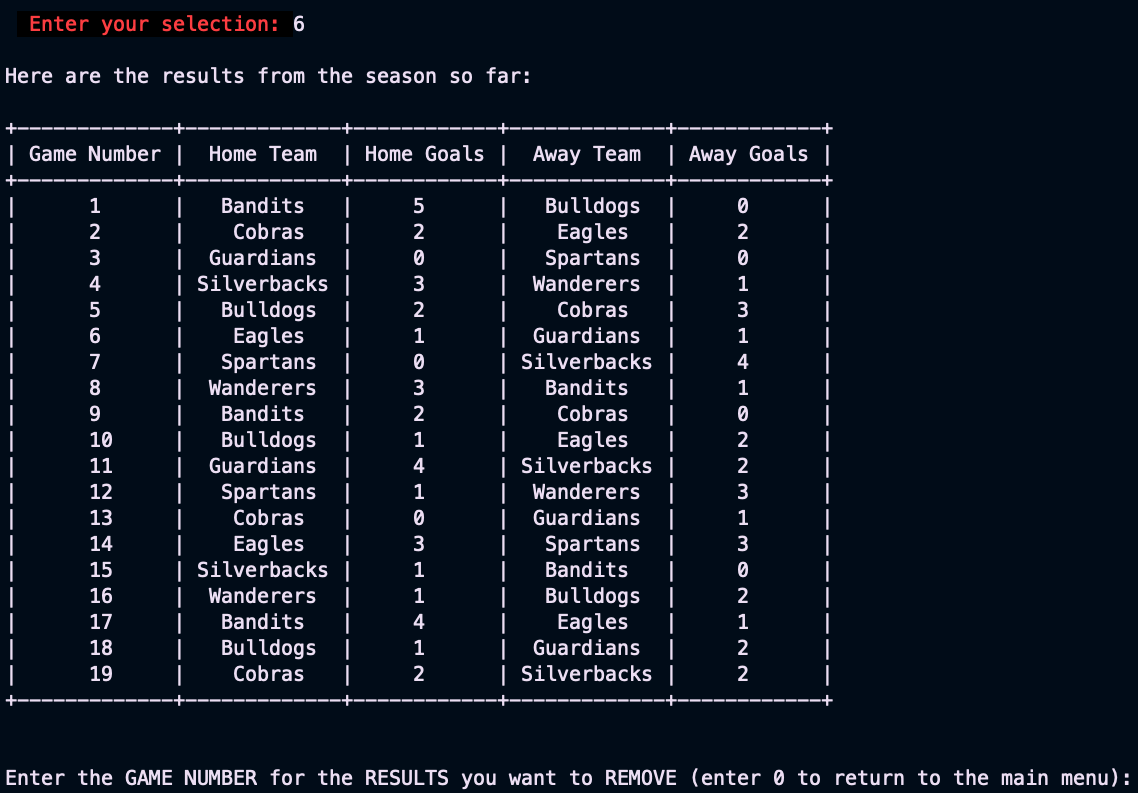 Enter your selection: 6
Here are the results from the season so far:
+-------------+-------------+------------+-------------+------------+
| Game Number |  Home Team  | Home Goals |  Away Team  | Away Goals |
+-------------+-------------+------------+-------------+------------+
|      1      |   Bandits   |     5      |   Bulldogs  |     0      |
|      2      |    Cobras   |     2      |    Eagles   |     2      |
|      3      |  Guardians  |     0      |   Spartans  |     0      |
|      4      | Silverbacks |     3      |  Wanderers  |     1      |
|      5      |   Bulldogs  |     2      |    Cobras   |     3      |
|      6      |    Eagles   |     1      |  Guardians  |     1      |
|      7      |   Spartans  |     0      | Silverbacks |     4      |
|      8      |  Wanderers  |     3      |   Bandits   |     1      |
|      9      |   Bandits   |     2      |    Cobras   |     0      |
|      10     |   Bulldogs  |     1      |    Eagles   |     2      |
|      11     |  Guardians  |     4      | Silverbacks |     2      |
|      12     |   Spartans  |     1      |  Wanderers  |     3      |
|      13     |    Cobras   |     0      |  Guardians  |     1      |
|      14     |    Eagles   |     3      |   Spartans  |     3      |
|      15     | Silverbacks |     1      |   Bandits   |     0      |
|      16     |  Wanderers  |     1      |   Bulldogs  |     2      |
|      17     |   Bandits   |     4      |    Eagles   |     1      |
|      18     |   Bulldogs  |     1      |  Guardians  |     2      |
|      19     |    Cobras   |     2      | Silverbacks |     2      |
+-------------+-------------+------------+-------------+------------+
Enter the GAME NUMBER for the RESULTS you want to REMOVE (enter 0 to return to the main menu):